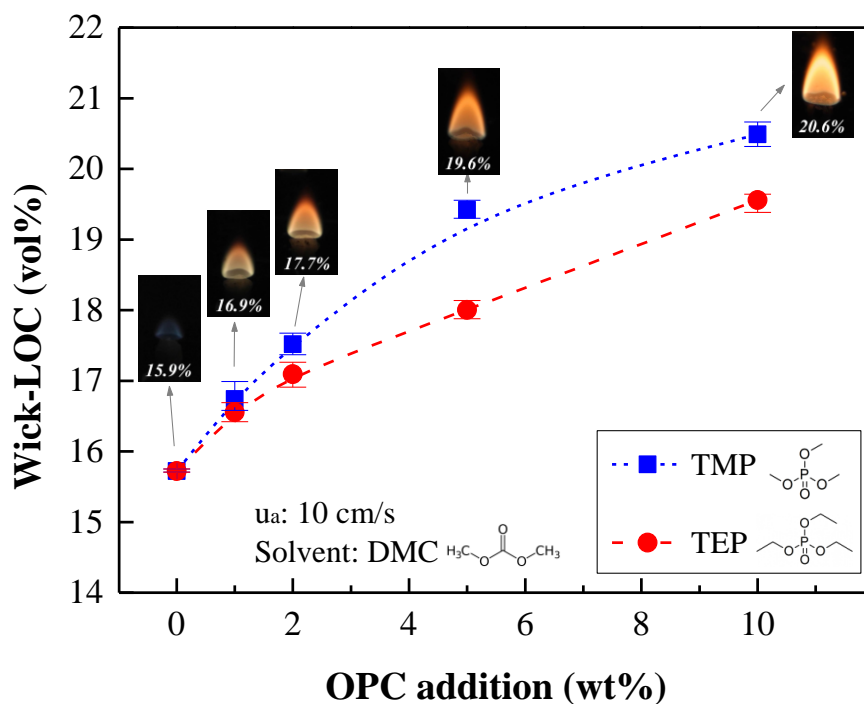 22
21
20
19
18
17
16
15
14
Wick-LOC (vol%)
15.9%
16.9%
17.7%
19.6%
20.6%
TMP
O
O P O
O
TEP
O
O P O
O
ua: 10 cm/s
Solvent: DMC
O
H₃C O O CH₃
0 2 4 6 8 10
OPC addition (wt%)